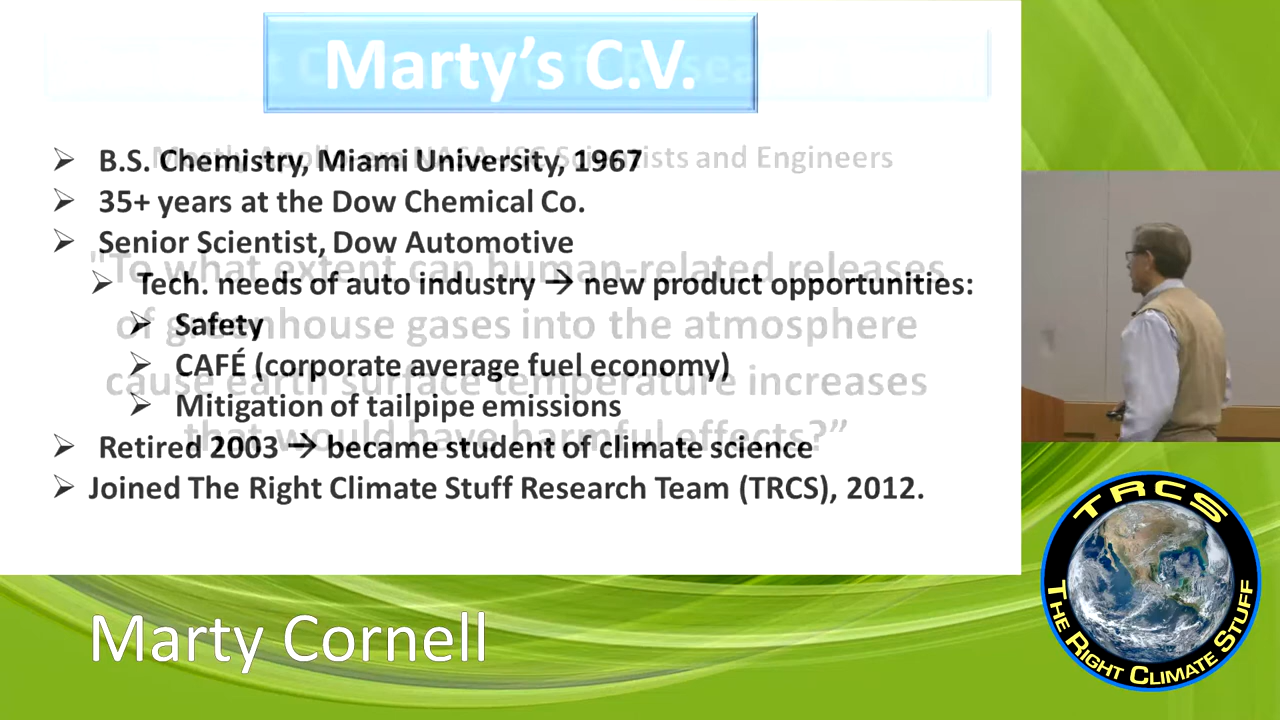 Marty's C.V.
➢ B.S. Chemistry, Miami University, 1967
Scientists and Engineers
➢ 35+ years at the Dow Chemical Co.
➢ Senior Scientist, Dow Automotive
"To what extent can human-related releases
➢ Tech. needs of auto industry → new product opportunities:
➢ Safety
of greenhouse gases into the atmosphere
➢ CAFÉ (corporate average fuel economy)
cause earth surface temperature increases
➢ Mitigation of tailpipe emissions
that would have harmful effects?”
➢ Retired 2003 → became student of climate science
➢ Joined The Right Climate Stuff Research Team (TRCS), 2012.
Marty Cornell
TRCS
THE RIGHT CLIMATE STUFF